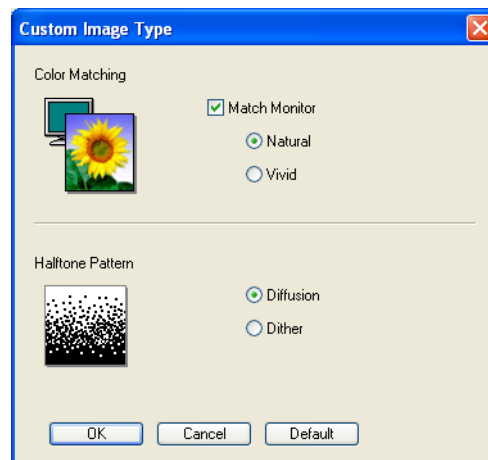 Custom Image Type
Color Matching
Match Monitor
Natural
Vivid
Halftone Pattern
Diffusion
Dither
OK Cancel Default